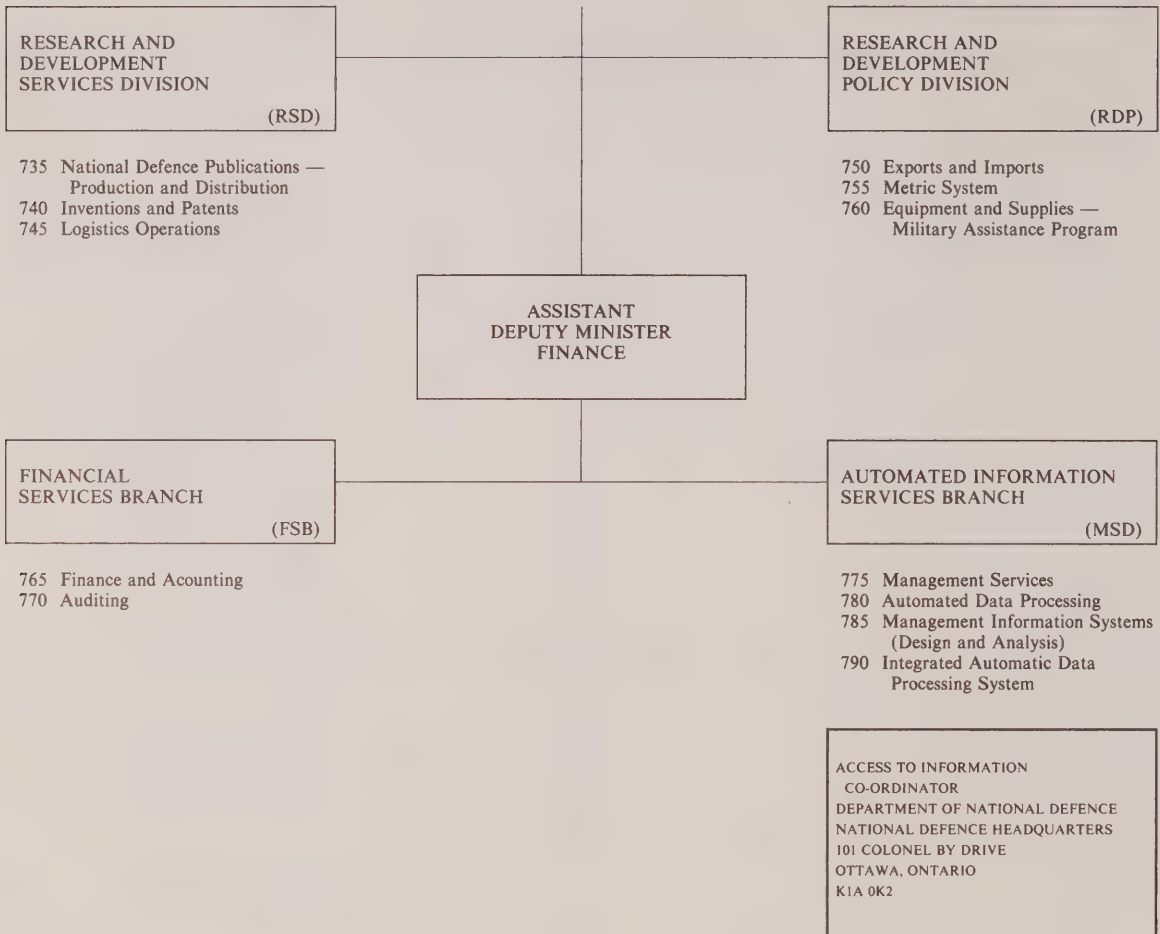 RESEARCH AND
DEVELOPMENT
SERVICES DIVISION
(RSD)
735 National Defence Publications —
Production and Distribution
740 Inventions and Patents
745 Logistics Operations
RESEARCH AND
DEVELOPMENT
POLICY DIVISION
(RDP)
750 Exports and Imports
755 Metric System
760 Equipment and Supplies —
Military Assistance Program
ASSISTANT
DEPUTY MINISTER
FINANCE
FINANCIAL
SERVICES BRANCH
(FSB)
765 Finance and Acounting
770 Auditing
AUTOMATED INFORMATION
SERVICES BRANCH
(MSD)
775 Management Services
780 Automated Data Processing
785 Management Information Systems
(Design and Analysis)
790 Integrated Automatic Data
Processing System
ACCESS TO INFORMATION
CO-ORDINATOR
DEPARTMENT OF NATIONAL DEFENCE
NATIONAL DEFENCE HEADQUARTERS
101 COLONEL BY DRIVE
OTTAWA, ONTARIO
K1A 0K2